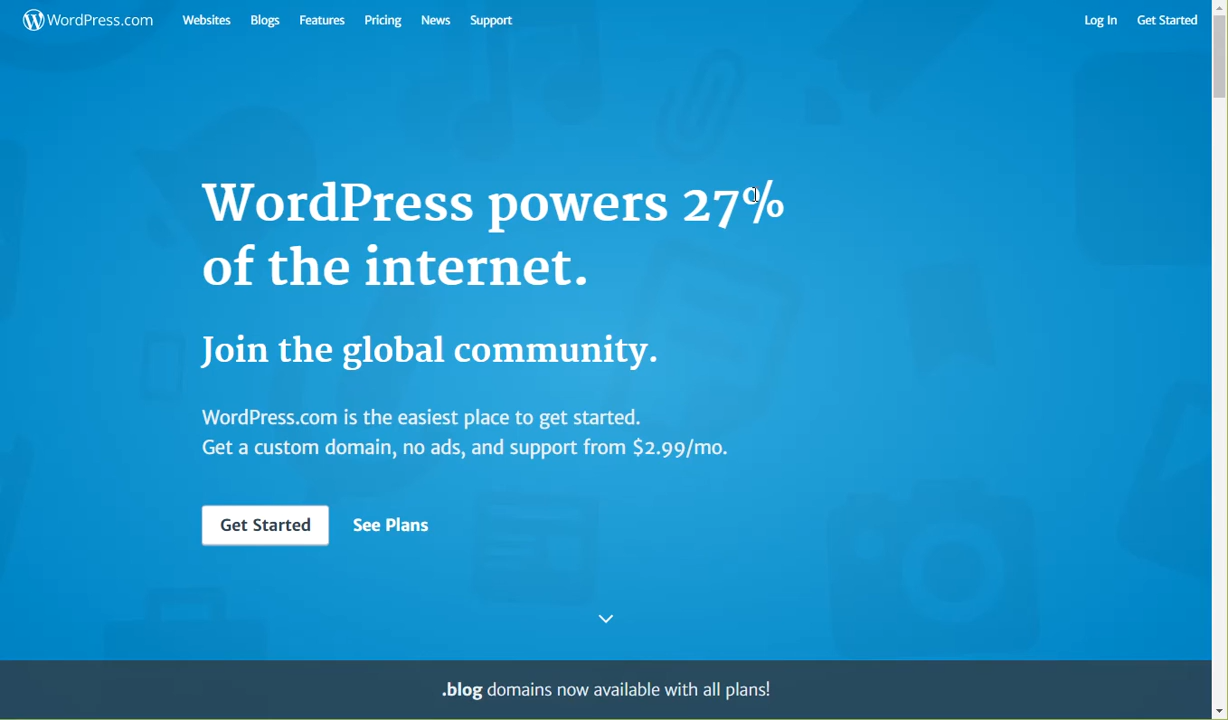 WordPress.com Websites Blogs Features Pricing News Support Log In Get Started
WordPress powers 27%
of the internet.
Join the global community.
WordPress.com is the easiest place to get started.
Get a custom domain, no ads, and support from $2.99/mo.
Get Started See Plans
.blog domains now available with all plans!